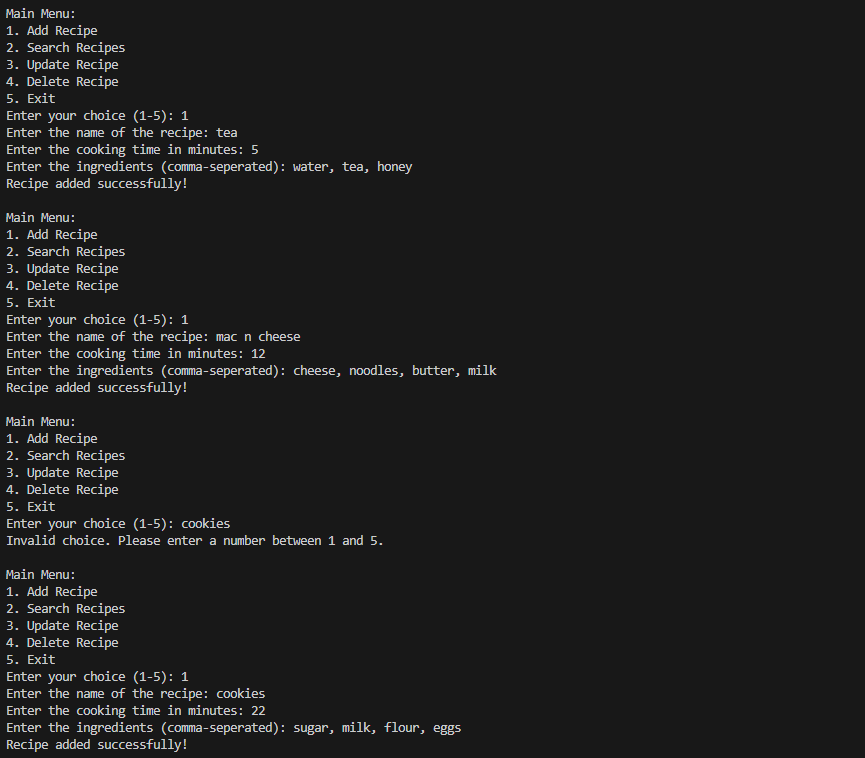 Main Menu:
1. Add Recipe
2. Search Recipes
3. Update Recipe
4. Delete Recipe
5. Exit
Enter your choice (1-5): 1
Enter the name of the recipe: tea
Enter the cooking time in minutes: 5
Enter the ingredients (comma-seperated): water, tea, honey
Recipe added successfully!

Main Menu:
1. Add Recipe
2. Search Recipes
3. Update Recipe
4. Delete Recipe
5. Exit
Enter your choice (1-5): 1
Enter the name of the recipe: mac n cheese
Enter the cooking time in minutes: 12
Enter the ingredients (comma-seperated): cheese, noodles, butter, milk
Recipe added successfully!

Main Menu:
1. Add Recipe
2. Search Recipes
3. Update Recipe
4. Delete Recipe
5. Exit
Enter your choice (1-5): cookies
Invalid choice. Please enter a number between 1 and 5.

Main Menu:
1. Add Recipe
2. Search Recipes
3. Update Recipe
4. Delete Recipe
5. Exit
Enter your choice (1-5): 1
Enter the name of the recipe: cookies
Enter the cooking time in minutes: 22
Enter the ingredients (comma-seperated): sugar, milk, flour, eggs
Recipe added successfully!